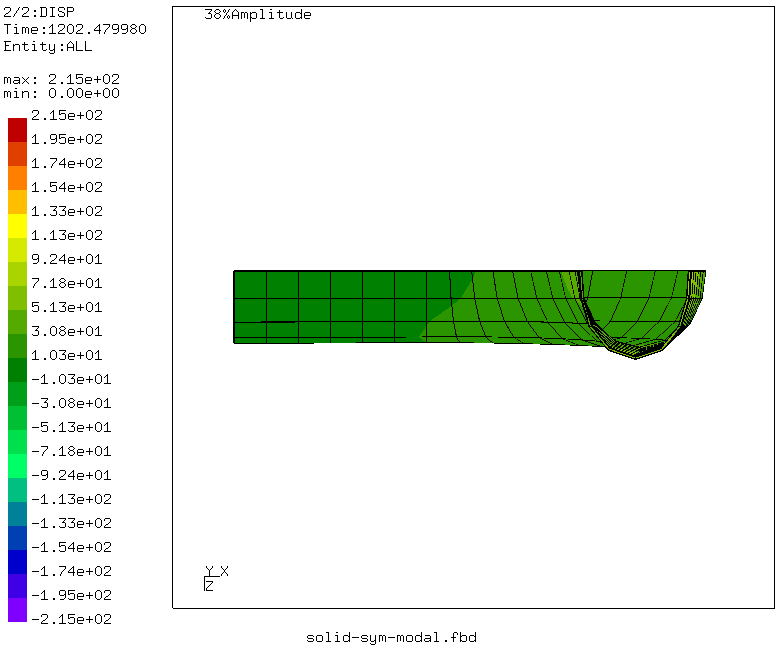 2/2:DISP
Time:1202.479980
Entity:ALL
max: 2.15e+02
min: 0.00e+00
2.15e+02
1.95e+02
1.74e+02
1.54e+02
1.33e+02
1.13e+02
9.24e+01
7.18e+01
5.13e+01
3.08e+01
1.03e+01
-1.03e+01
-3.08e+01
-5.13e+01
-7.18e+01
-9.24e+01
-1.13e+02
-1.33e+02
-1.54e+02
-1.74e+02
-1.95e+02
-2.15e+02
38%Amplitude
Y X
Z
solid-sym-modal.fbd